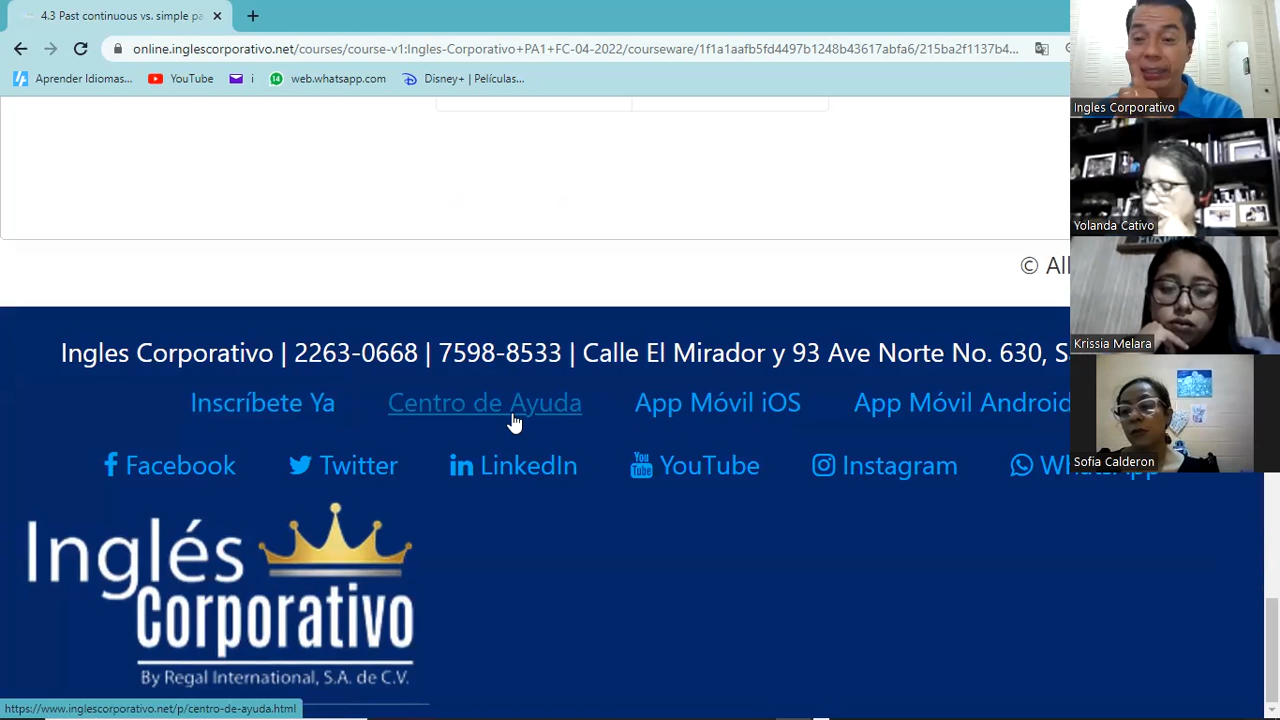 4.3 Past continuous vs. simple pa
online.inglescorporativo.net/courses/course-v1:Ingles-Corporativo+PA1+FC-04-2022/courseware/1f1a1aafb5fd4497b1248b43617abfa6/215ba2f1137b4...
Aprender Idiomas...
YouTube
i
14
web.whatsapp.com
Disney+ | Películas,...
Ingles Corporativo
Yolanda Cativo
Krissia Melara
Sofia Calderon
© All
Ingles Corporativo | 2263-0668 | 7598-8533 | Calle El Mirador y 93 Ave Norte No. 630, S
Inscríbete Ya Centro de Ayuda App Móvil iOS App Móvil Android
Facebook Twitter LinkedIn YouTube Instagram WhatsApp
Inglés
Corporativo
By Regal International, S.A. de C.V.
https://www.inglescorporativo.net/p/centro-de-ayuda.html